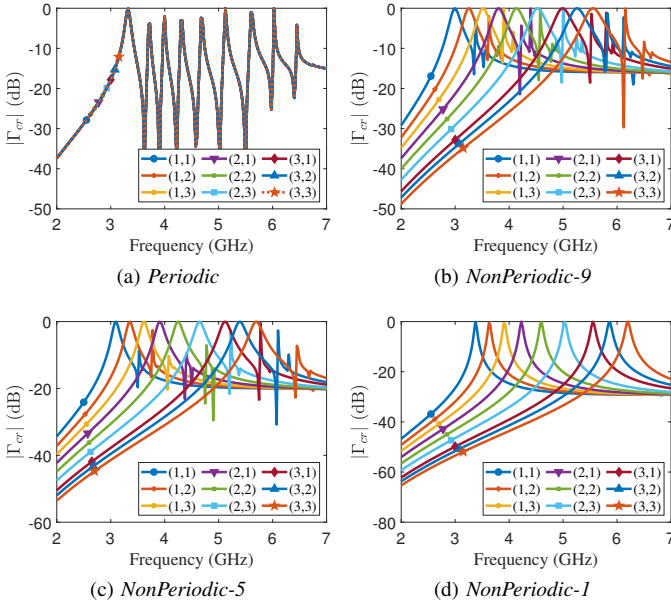 0
-10
-20
-30
-40
-50
2 3 4 5 6 7
|Γcr| (dB)
Frequency (GHz)
(1,1) (2,1) (3,1)
(1,2) (2,2) (3,2)
(1,3) (2,3) (3,3)
(a) Periodic
0
-10
-20
-30
-40
-50
2 3 4 5 6 7
|Γcr| (dB)
Frequency (GHz)
(1,1) (2,1) (3,1)
(1,2) (2,2) (3,2)
(1,3) (2,3) (3,3)
(b) NonPeriodic-9
0
-20
-40
-60
2 3 4 5 6 7
|Γcr| (dB)
Frequency (GHz)
(1,1) (2,1) (3,1)
(1,2) (2,2) (3,2)
(1,3) (2,3) (3,3)
(c) NonPeriodic-5
0
-20
-40
-60
-80
2 3 4 5 6 7
|Γcr| (dB)
Frequency (GHz)
(1,1) (2,1) (3,1)
(1,2) (2,2) (3,2)
(1,3) (2,3) (3,3)
(d) NonPeriodic-1